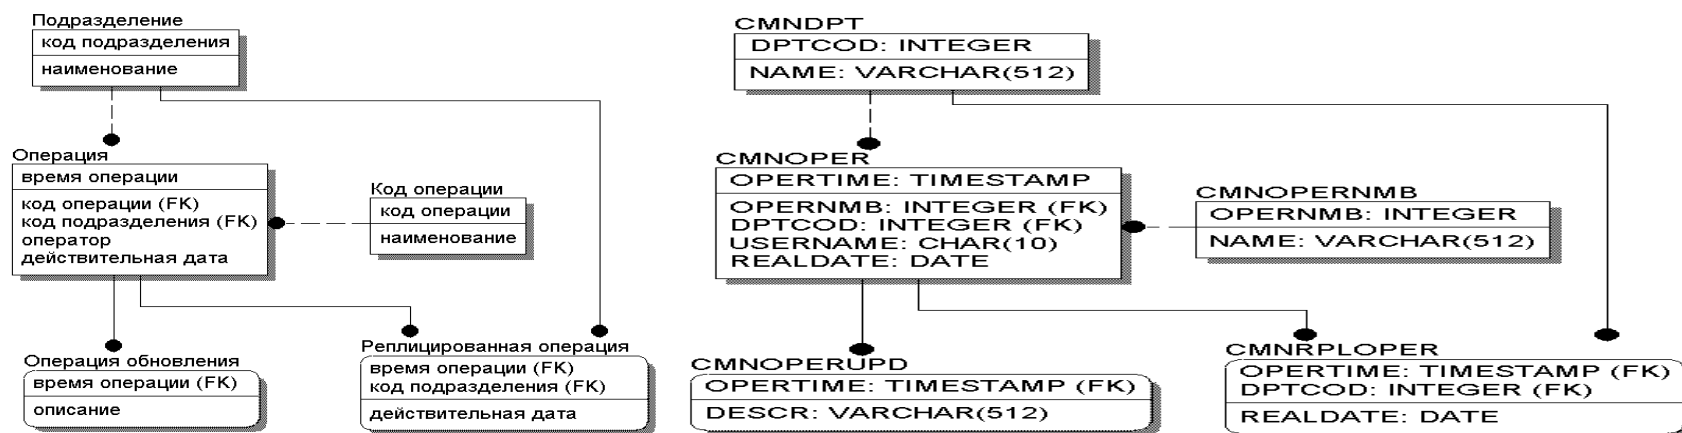 Подразделение
код подразделения
наименование
Операция
время операции
код операции (FK)
код подразделения (FK)
оператор
действительная дата
Код операции
код операции
наименование
Операция обновления
время операции (FK)
описание
Реплицированная операция
время операции (FK)
код подразделения (FK)
действительная дата
CMNDPT
DPTCOD: INTEGER
NAME: VARCHAR(512)
CMNOPER
OPERTIME: TIMESTAMP
OPERNMB: INTEGER (FK)
DPTCOD: INTEGER (FK)
USERNAME: CHAR(10)
REALDATE: DATE
CMNOPERNMB
OPERNMB: INTEGER
NAME: VARCHAR(512)
CMNOPERUPD
OPERTIME: TIMESTAMP (FK)
DESCR: VARCHAR(512)
CMNRPLOPER
OPERTIME: TIMESTAMP (FK)
DPTCOD: INTEGER (FK)
REALDATE: DATE